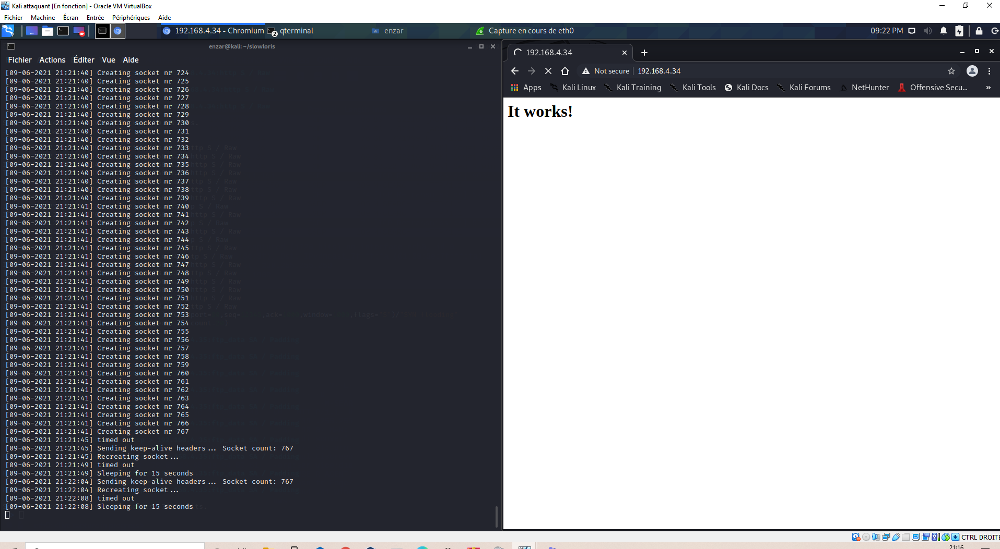 Kali attaquant [En fonction] - Oracle VM VirtualBox
Fichier Machine Écran Entrée Périphériques Aide
192.168.4.34 - Chromium 2 qterminal enzar Capture en cours de eth0 09:22 PM
enzar@kali: ~/slowloris
Fichier Actions Éditer Vue Aide
[09-06-2021 21:21:40] Creating socket nr 724
[09-06-2021 21:21:40] Creating socket nr 725
[09-06-2021 21:21:40] Creating socket nr 726
[09-06-2021 21:21:40] Creating socket nr 727
[09-06-2021 21:21:40] Creating socket nr 728
[09-06-2021 21:21:40] Creating socket nr 729
[09-06-2021 21:21:40] Creating socket nr 730
[09-06-2021 21:21:40] Creating socket nr 731
[09-06-2021 21:21:40] Creating socket nr 732
[09-06-2021 21:21:40] Creating socket nr 733
[09-06-2021 21:21:40] Creating socket nr 734
[09-06-2021 21:21:40] Creating socket nr 735
[09-06-2021 21:21:40] Creating socket nr 736
[09-06-2021 21:21:40] Creating socket nr 737
[09-06-2021 21:21:40] Creating socket nr 738
[09-06-2021 21:21:40] Creating socket nr 739
[09-06-2021 21:21:41] Creating socket nr 740
[09-06-2021 21:21:41] Creating socket nr 741
[09-06-2021 21:21:41] Creating socket nr 742
[09-06-2021 21:21:41] Creating socket nr 743
[09-06-2021 21:21:41] Creating socket nr 744
[09-06-2021 21:21:41] Creating socket nr 745
[09-06-2021 21:21:41] Creating socket nr 746
[09-06-2021 21:21:41] Creating socket nr 747
[09-06-2021 21:21:41] Creating socket nr 748
[09-06-2021 21:21:41] Creating socket nr 749
[09-06-2021 21:21:41] Creating socket nr 750
[09-06-2021 21:21:41] Creating socket nr 751
[09-06-2021 21:21:41] Creating socket nr 752
[09-06-2021 21:21:41] Creating socket nr 753
[09-06-2021 21:21:41] Creating socket nr 754
[09-06-2021 21:21:41] Creating socket nr 755
[09-06-2021 21:21:41] Creating socket nr 756
[09-06-2021 21:21:41] Creating socket nr 757
[09-06-2021 21:21:41] Creating socket nr 758
[09-06-2021 21:21:41] Creating socket nr 759
[09-06-2021 21:21:41] Creating socket nr 760
[09-06-2021 21:21:41] Creating socket nr 761
[09-06-2021 21:21:41] Creating socket nr 762
[09-06-2021 21:21:41] Creating socket nr 763
[09-06-2021 21:21:41] Creating socket nr 764
[09-06-2021 21:21:41] Creating socket nr 765
[09-06-2021 21:21:41] Creating socket nr 766
[09-06-2021 21:21:41] Creating socket nr 767
[09-06-2021 21:21:45] timed out
[09-06-2021 21:21:45] Sending keep-alive headers... Socket count: 767
[09-06-2021 21:21:45] Recreating socket...
[09-06-2021 21:21:49] timed out
[09-06-2021 21:21:49] Sleeping for 15 seconds
[09-06-2021 21:22:04] Sending keep-alive headers... Socket count: 767
[09-06-2021 21:22:04] Recreating socket...
[09-06-2021 21:22:08] timed out
[09-06-2021 21:22:08] Sleeping for 15 seconds
192.168.4.34
Not secure 192.168.4.34
Apps Kali Linux Kali Training Kali Tools Kali Docs Kali Forums NetHunter Offensive Secu... »
It works!
CTRL DROITE
21:16